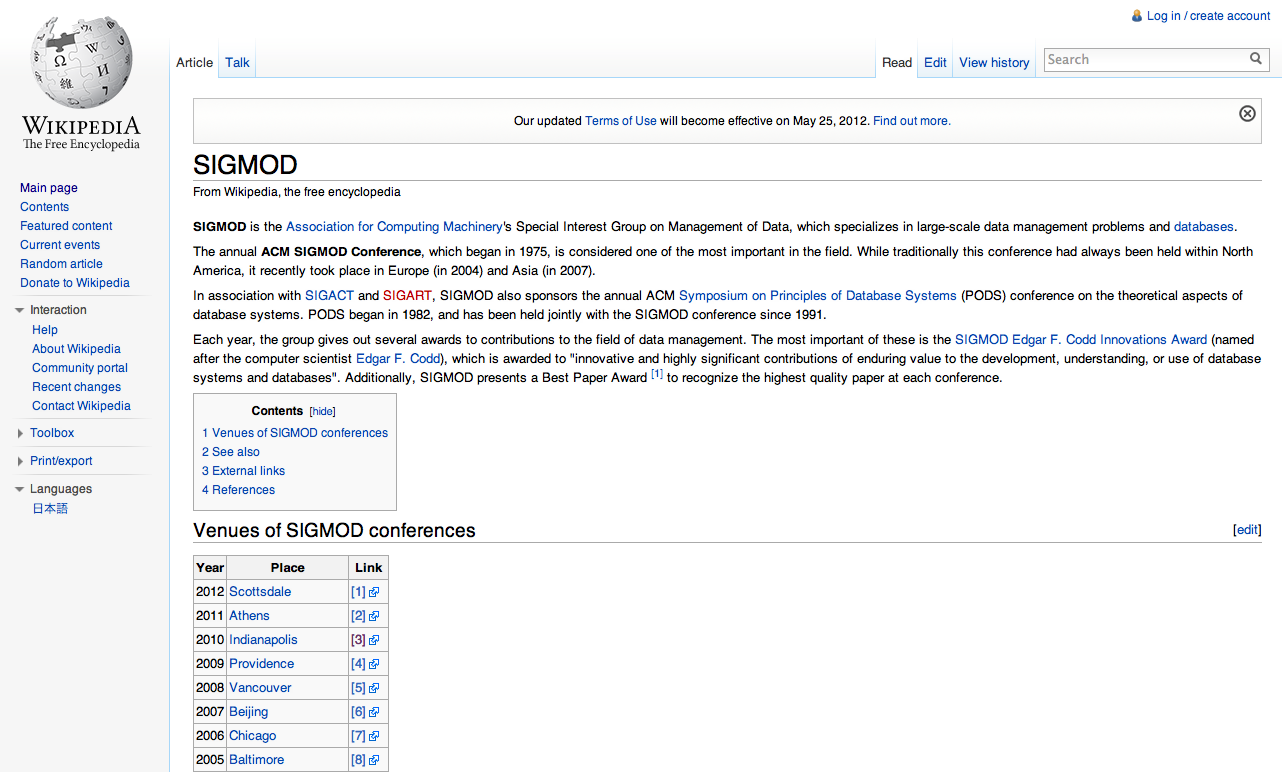 Log in / create account
Article Talk Read Edit View history Search
WIKIPEDIA
The Free Encyclopedia
Main page
Contents
Featured content
Current events
Random article
Donate to Wikipedia
Interaction
Help
About Wikipedia
Community portal
Recent changes
Contact Wikipedia
Toolbox
Print/export
Languages
日本語
Our updated Terms of Use will become effective on May 25, 2012. Find out more.
SIGMOD
From Wikipedia, the free encyclopedia
SIGMOD is the Association for Computing Machinery's Special Interest Group on Management of Data, which specializes in large-scale data management problems and databases.
The annual ACM SIGMOD Conference, which began in 1975, is considered one of the most important in the field. While traditionally this conference had always been held within North
America, it recently took place in Europe (in 2004) and Asia (in 2007).
In association with SIGACT and SIGART, SIGMOD also sponsors the annual ACM Symposium on Principles of Database Systems (PODS) conference on the theoretical aspects of
database systems. PODS began in 1982, and has been held jointly with the SIGMOD conference since 1991.
Each year, the group gives out several awards to contributions to the field of data management. The most important of these is the SIGMOD Edgar F. Codd Innovations Award (named
after the computer scientist Edgar F. Codd), which is awarded to "innovative and highly significant contributions of enduring value to the development, understanding, or use of database
systems and databases". Additionally, SIGMOD presents a Best Paper Award [1] to recognize the highest quality paper at each conference.
Contents [hide]
1 Venues of SIGMOD conferences
2 See also
3 External links
4 References
Venues of SIGMOD conferences [edit]
Year Place Link
2012 Scottsdale [1]
2011 Athens [2]
2010 Indianapolis [3]
2009 Providence [4]
2008 Vancouver [5]
2007 Beijing [6]
2006 Chicago [7]
2005 Baltimore [8]